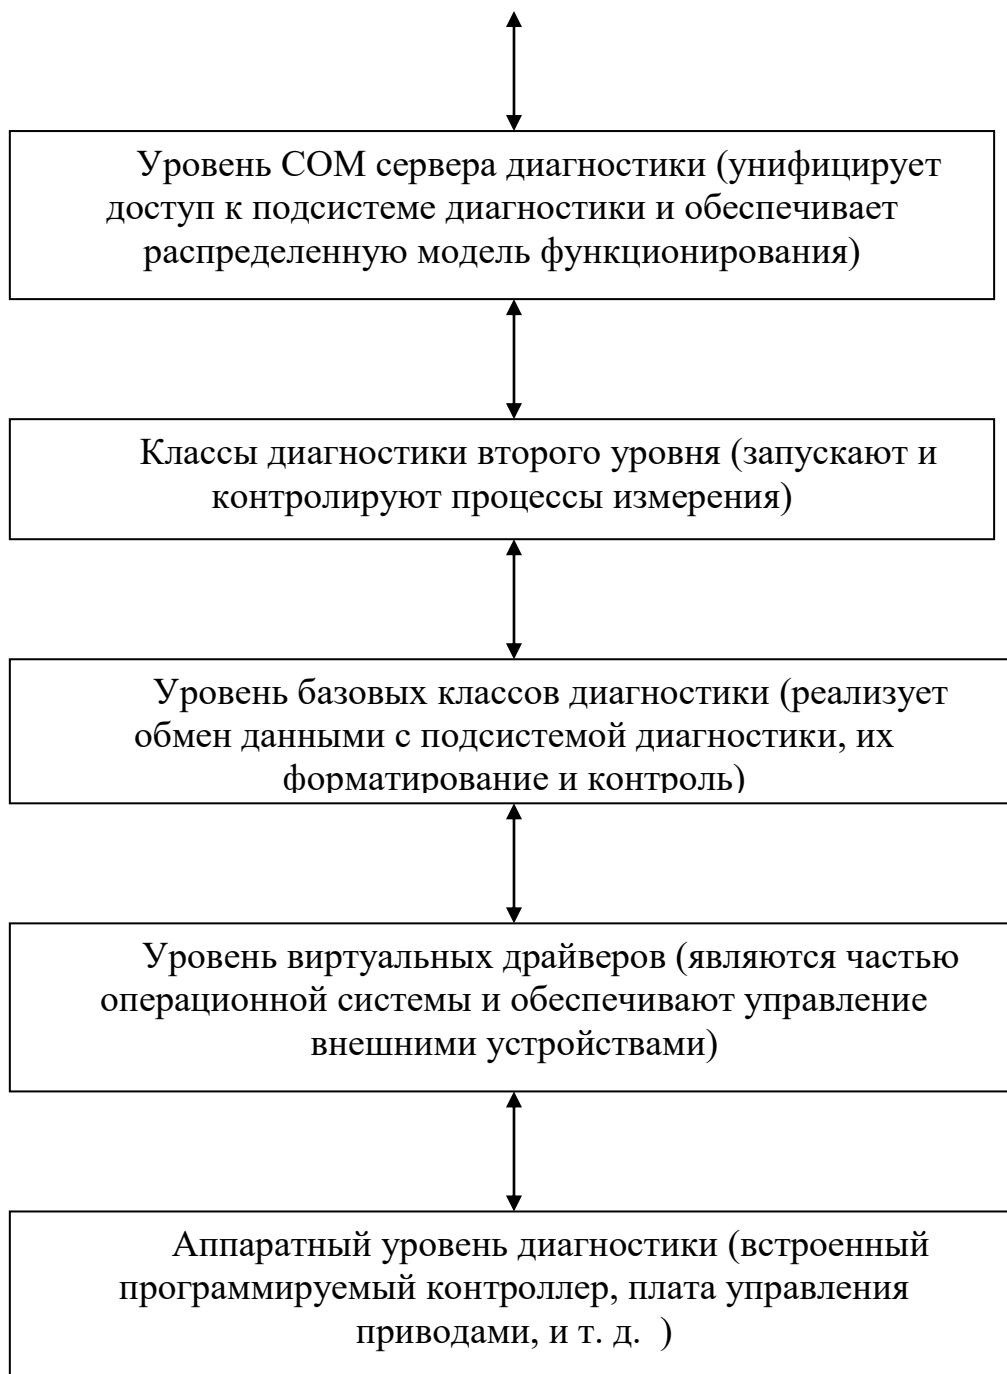 Уровень COM сервера диагностики (унифицирует
доступ к подсистеме диагностики и обеспечивает
распределенную модель функционирования)
Классы диагностики второго уровня (запускают и
контролируют процессы измерения)
Уровень базовых классов диагностики (реализует
обмен данными с подсистемой диагностики, их
форматирование и контроль)
Уровень виртуальных драйверов (являются частью
операционной системы и обеспечивают управление
внешними устройствами)
Аппаратный уровень диагностики (встроенный
программируемый контроллер, плата управления
приводами, и т. д. )